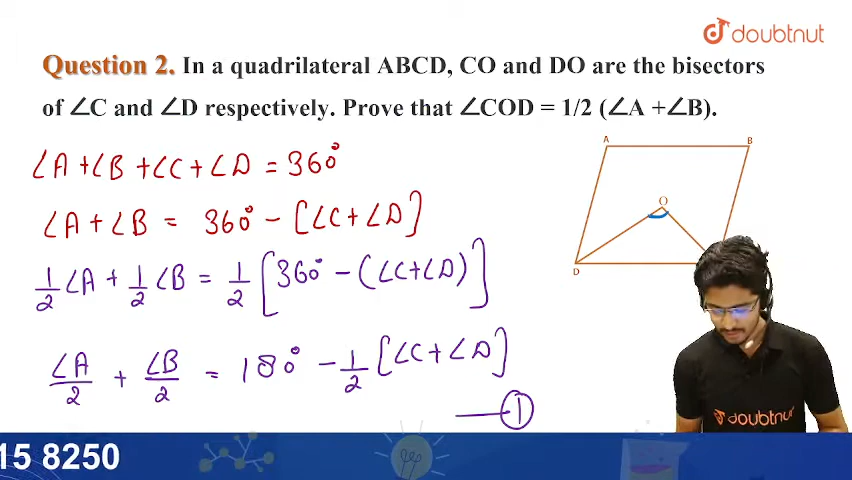 doubtnut
Question 2. In a quadrilateral ABCD, CO and DO are the bisectors
of ∠C and ∠D respectively. Prove that ∠COD = 1/2 (∠A +∠B).
∠A + ∠B + ∠C + ∠D = 360°
∠A + ∠B = 360° - [∠C + ∠D]
1/2 ∠A + 1/2 ∠B = 1/2 [360° - (∠C + ∠D)]
∠A/2 + ∠B/2 = 180° - 1/2 [∠C + ∠D]
1
A
B
O
D
doubtnut
15 8250